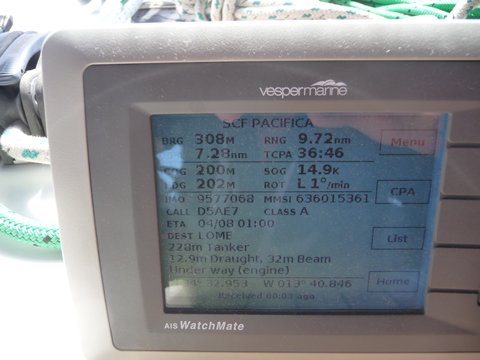 vespermarine
SCF PACIFICA
BRG 308M RNG 9.72nm
7.28nm TCPA 36:46
COG 200M SOG 14.9K
HDG 202M ROT L 1°/min
IMO 9577068 MMSI 636015361
CALL D5AE7 CLASS A
ETA 04/08 01:00
DEST LOME
228m Tanker
12.9m Draught, 32m Beam
Under way (engine)
34° 32.953 W 013° 40.846
Received 00:03 ago
Menu
CPA
List
Home
AIS WatchMate